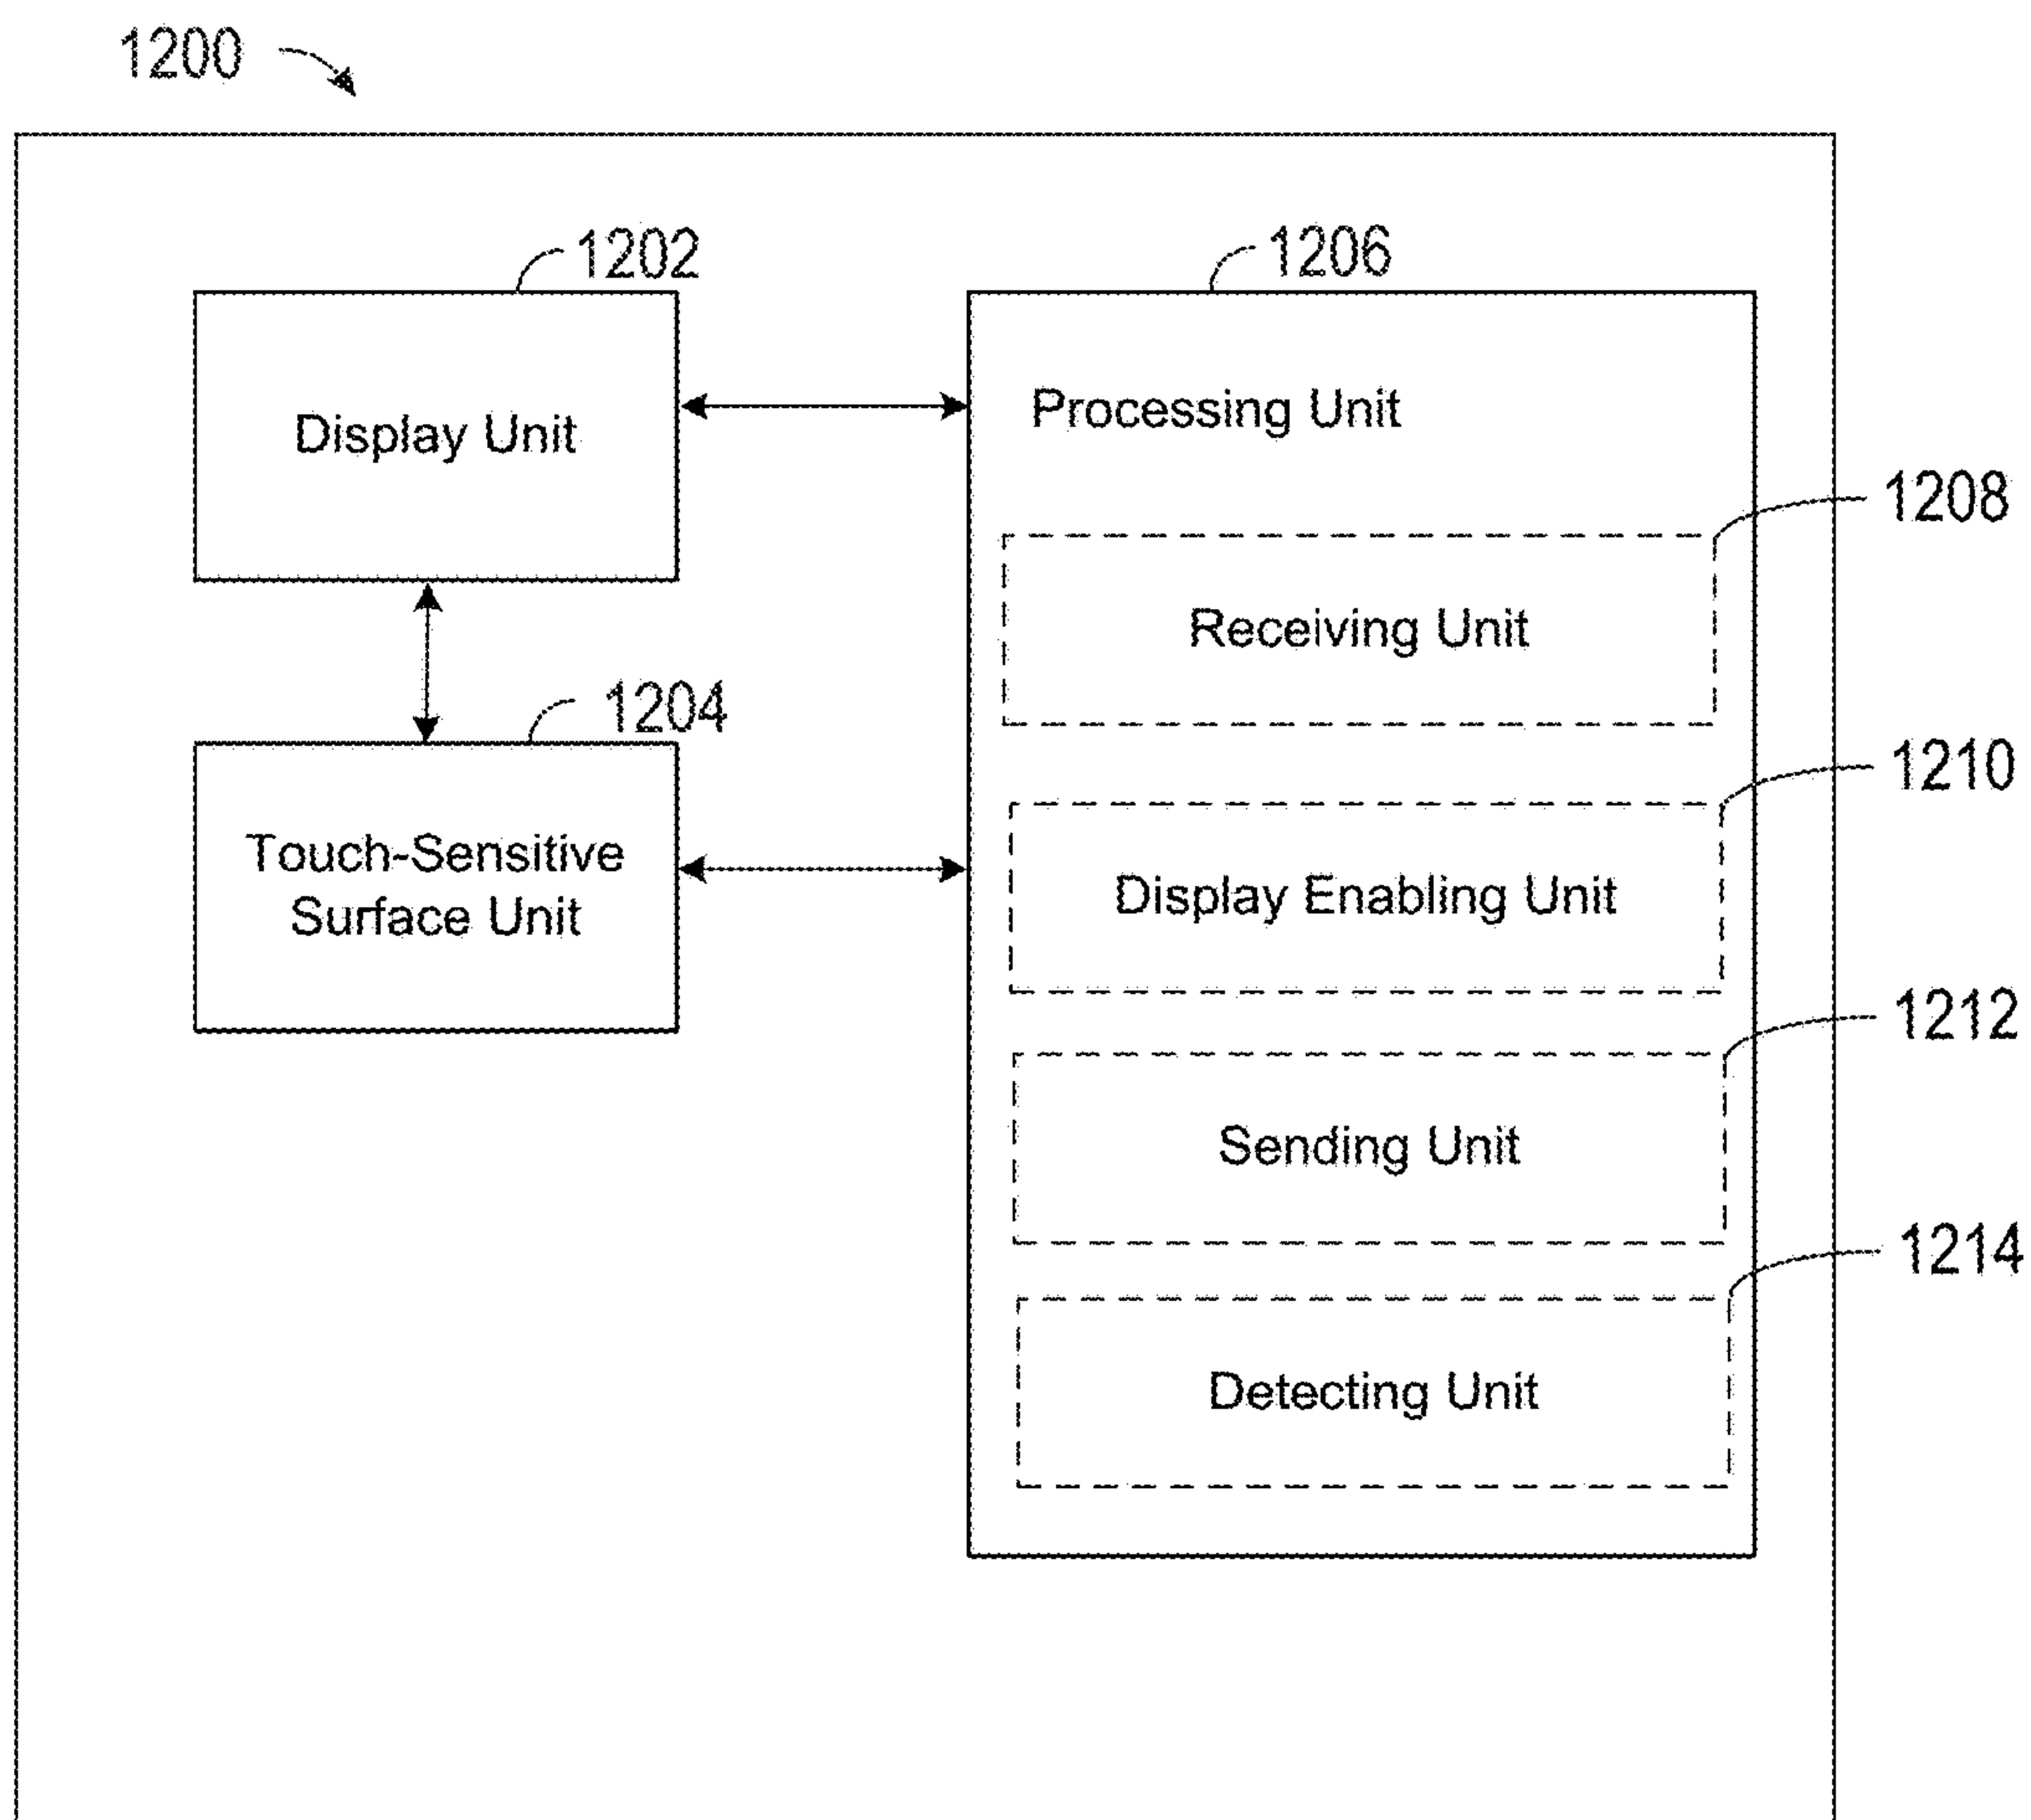 1200
1202
1206
Display Unit
Processing Unit
1208
Receiving Unit
1204
1210
Touch-Sensitive
Surface Unit
Display Enabling Unit
1212
Sending Unit
1214
Detecting Unit